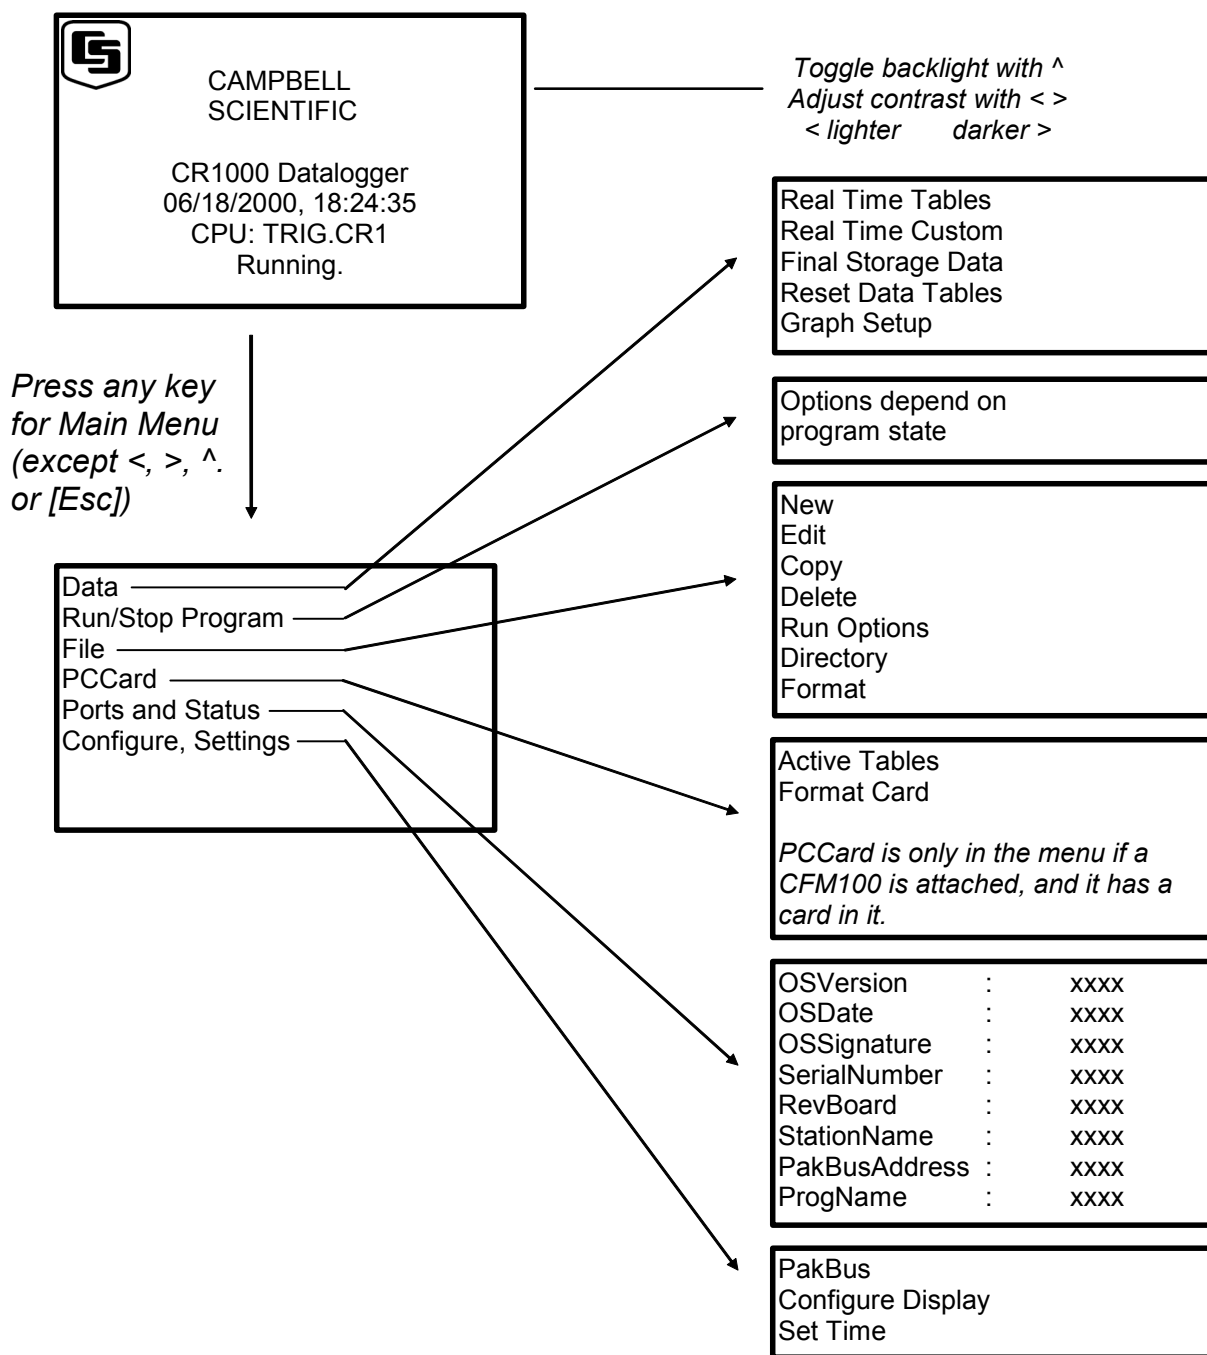 CAMPBELL
SCIENTIFIC
CR1000 Datalogger
06/18/2000, 18:24:35
CPU: TRIG.CR1
Running.
Toggle backlight with ^
Adjust contrast with < >
< lighter darker >
Press any key
for Main Menu
(except <, >, ^.
or [Esc])
Data
Run/Stop Program
File
PCCard
Ports and Status
Configure, Settings
Real Time Tables
Real Time Custom
Final Storage Data
Reset Data Tables
Graph Setup
Options depend on
program state
New
Edit
Copy
Delete
Run Options
Directory
Format
Active Tables
Format Card
PCCard is only in the menu if a
CFM100 is attached, and it has a
card in it.
OSVersion : xxxx
OSDate : xxxx
OSSignature : xxxx
SerialNumber : xxxx
RevBoard : xxxx
StationName : xxxx
PakBusAddress : xxxx
ProgName : xxxx
PakBus
Configure Display
Set Time